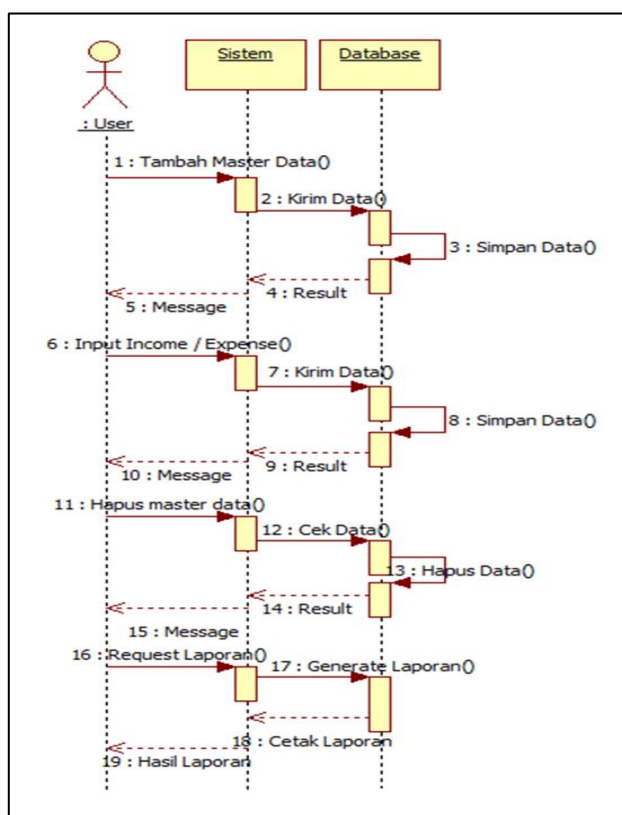 Sistem
Database
: User
1 : Tambah Master Data()
2 : Kirim Data()
3 : Simpan Data()
4 : Result
5 : Message
6 : Input Income / Expense()
7 : Kirim Data()
8 : Simpan Data()
9 : Result
10 : Message
11 : Hapus master data()
12 : Cek Data()
13 : Hapus Data()
14 : Result
15 : Message
16 : Request Laporan()
17 : Generate Laporan()
18 : Cetak Laporan
19 : Hasil Laporan